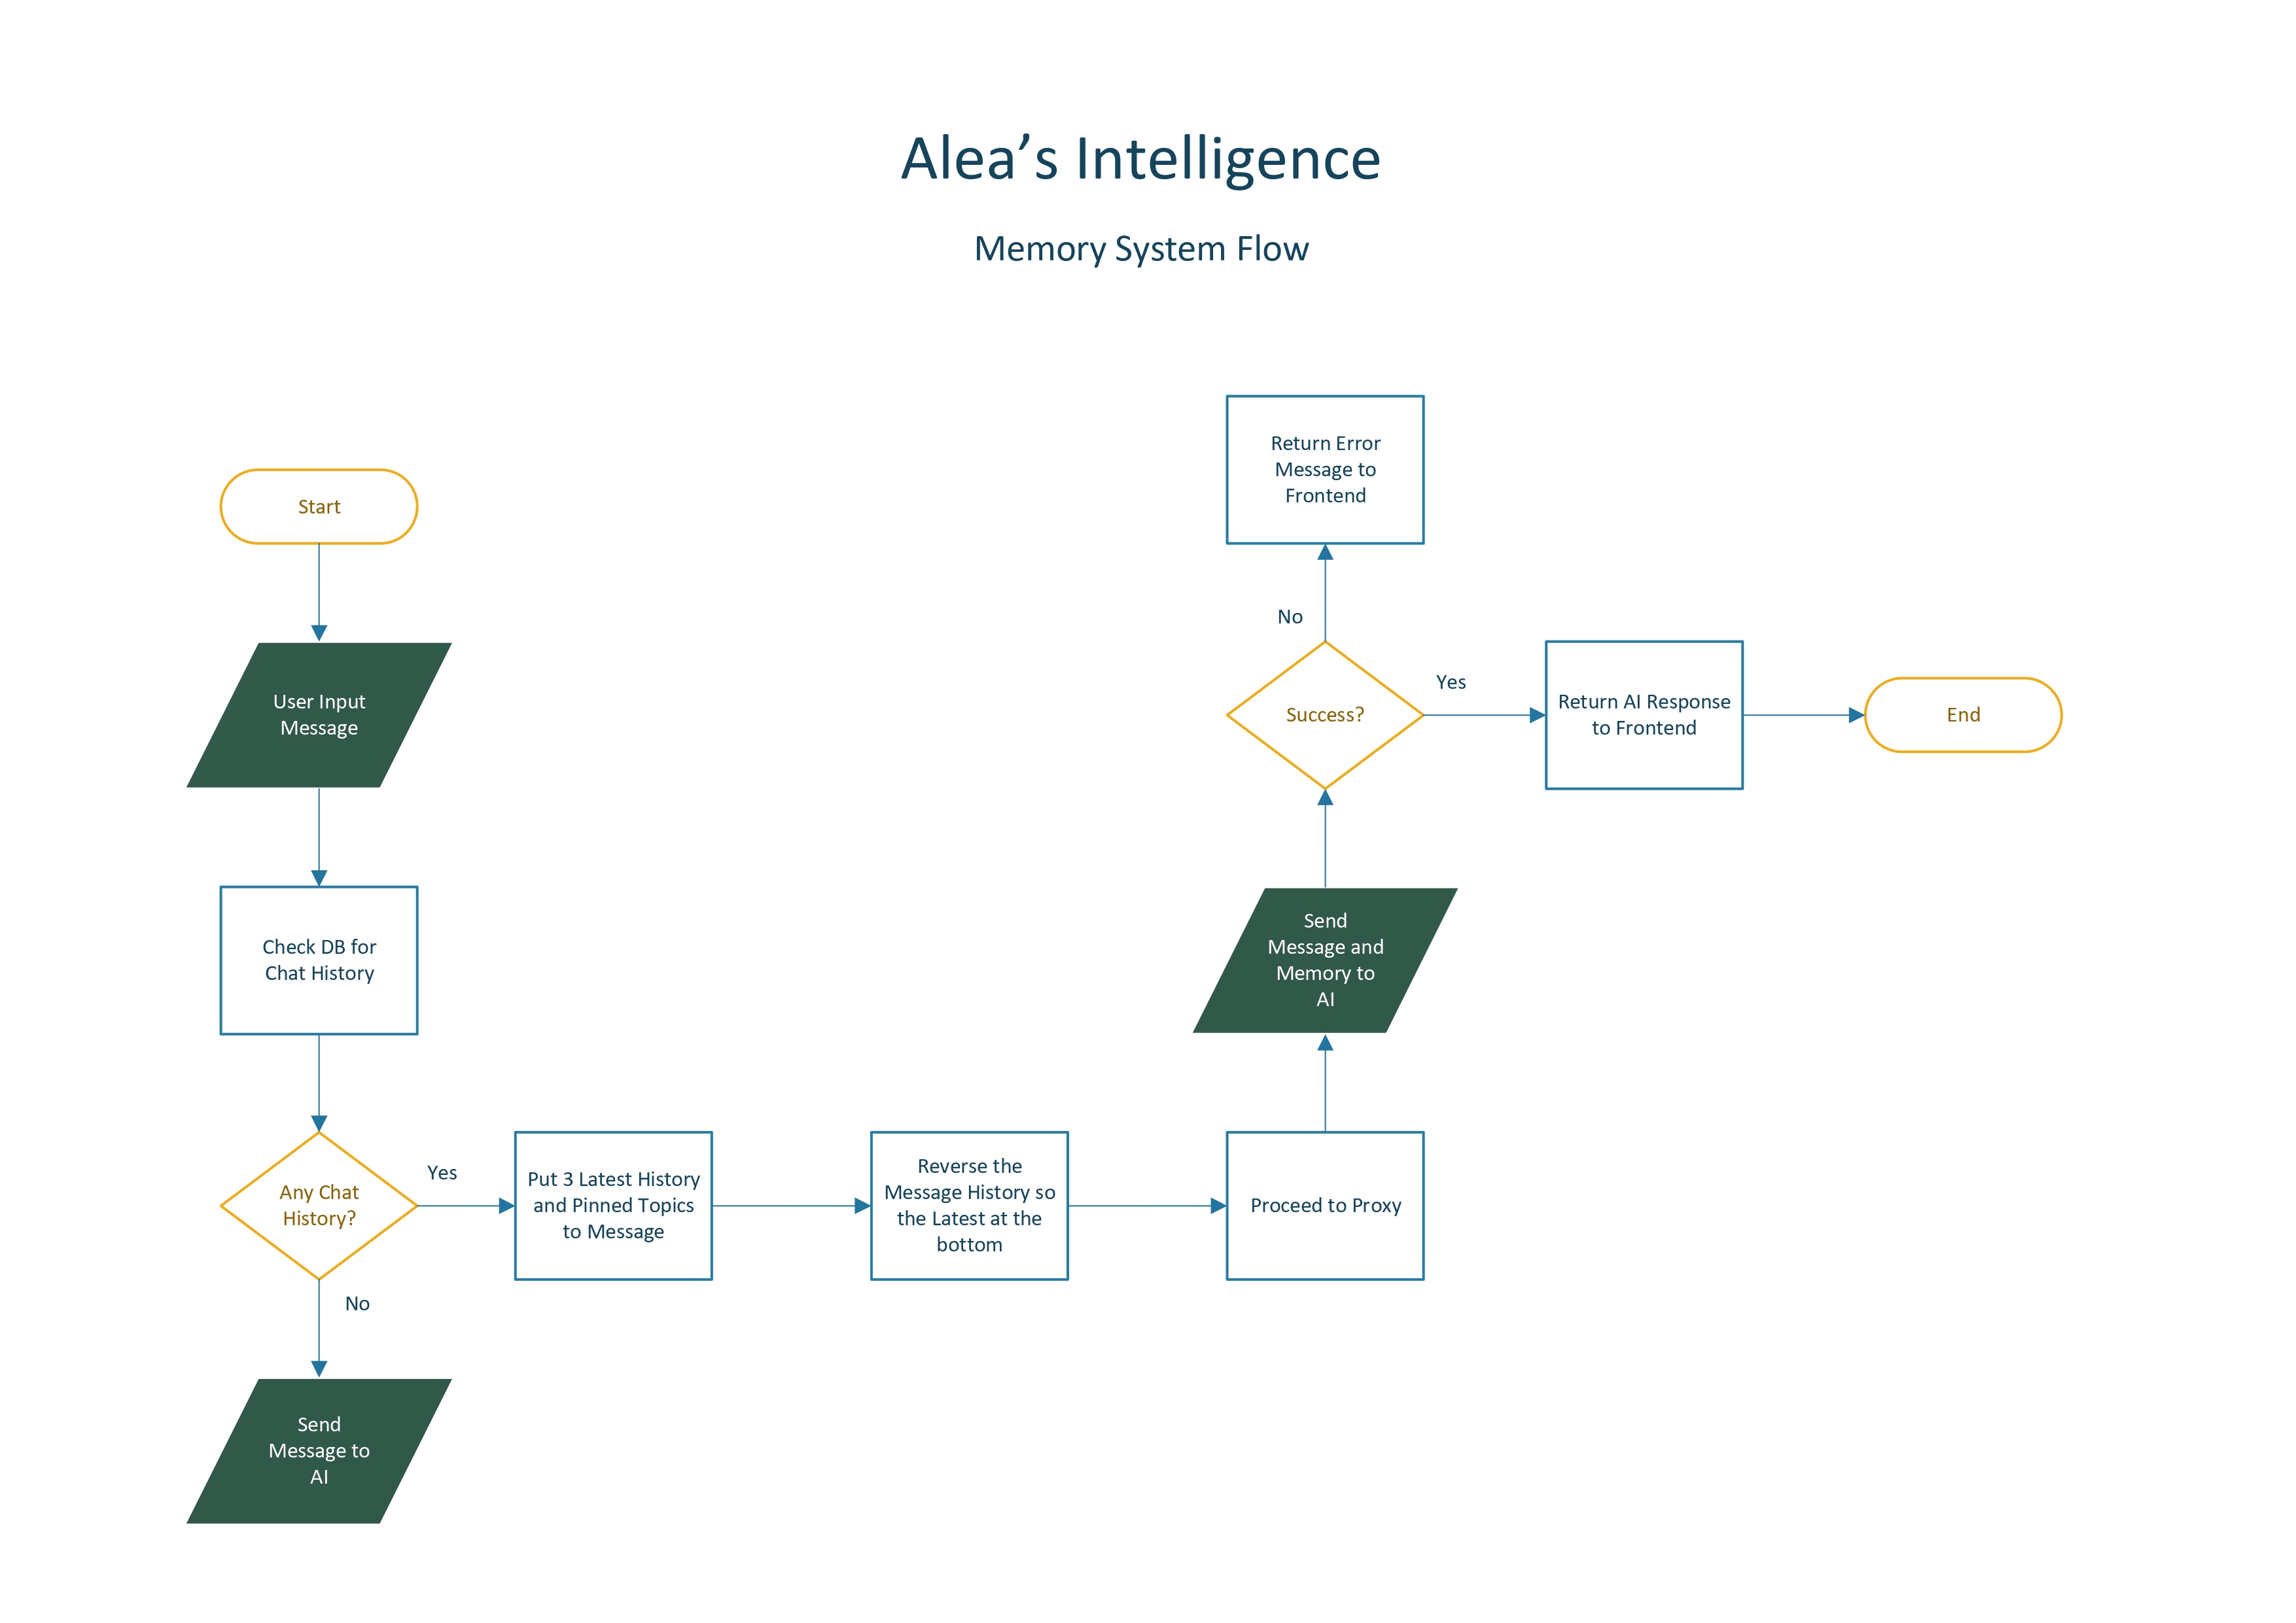 Alea’s Intelligence
Memory System Flow
Start
User Input
Message
Check DB for
Chat History
Any Chat
History?
Yes
No
Send
Message to
AI
Put 3 Latest History
and Pinned Topics
to Message
Reverse the
Message History so
the Latest at the
bottom
Proceed to Proxy
Send
Message and
Memory to
AI
Success?
No
Return Error
Message to
Frontend
Yes
Return AI Response
to Frontend
End